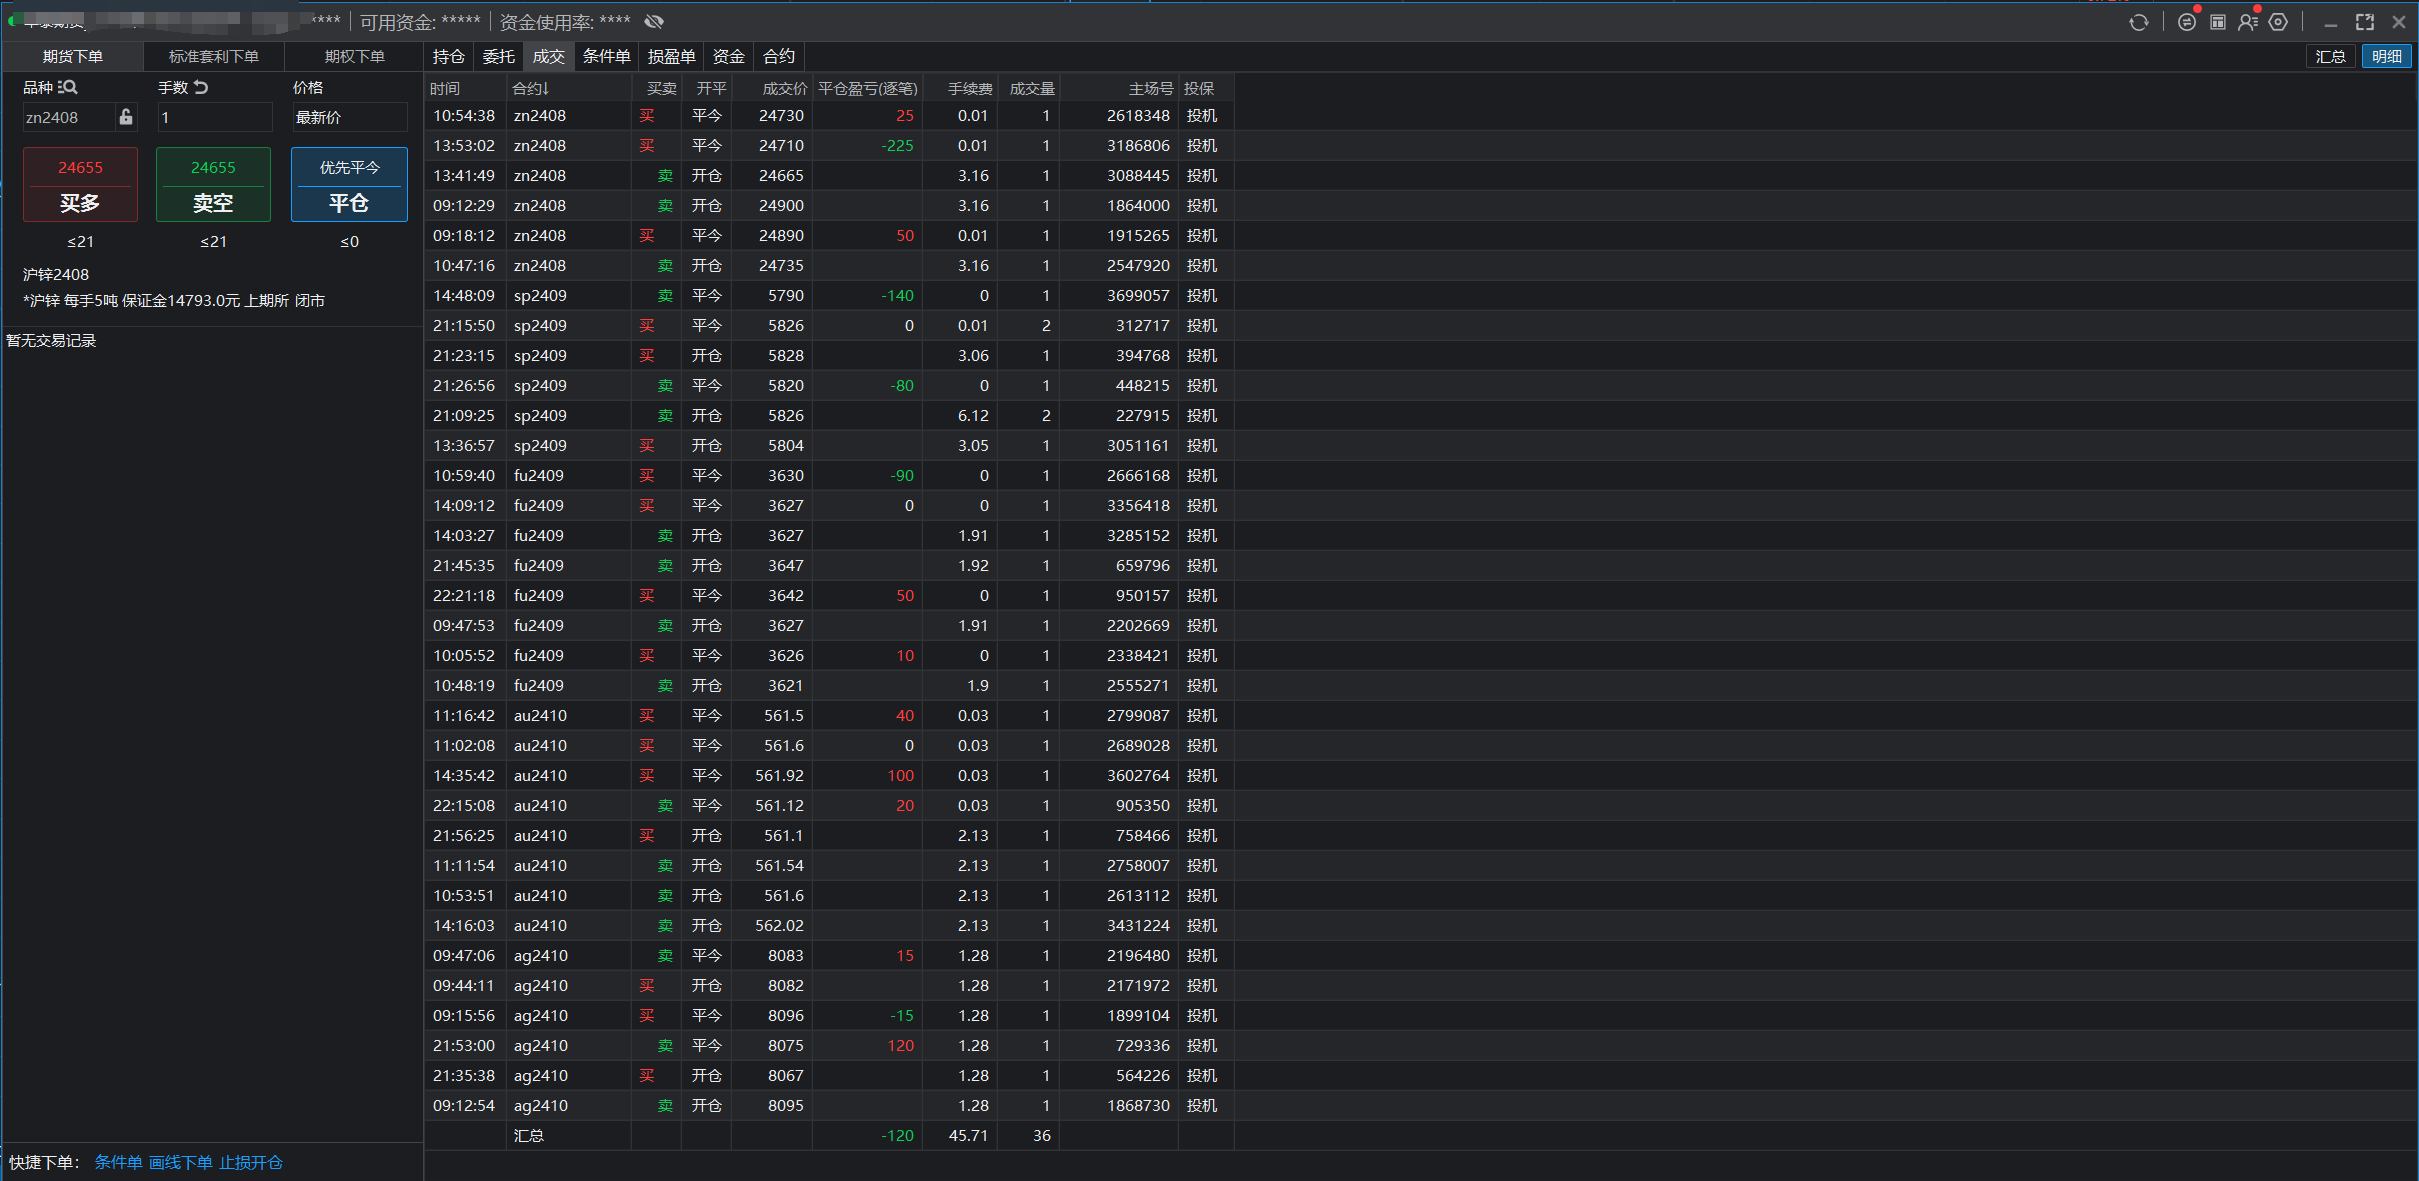 ***** 可用资金: ***** 资金使用率: ****
期货下单 标准套利下单 期权下单
持仓 委托 成交 条件单 损盈单 资金 合约 汇总 明细
品种 手数 价格
zn2408 1 最新价
24655 24655 优先平今
买多 卖空 平仓
≤21 ≤21 ≤0
沪锌2408
*沪锌 每手5吨 保证金14793.0元 上期所 闭市
暂无交易记录
时间 合约↓ 买卖 开平 成交价 平仓盈亏(逐笔) 手续费 成交量 主场号 投保
10:54:38 zn2408 买 平今 24730 25 0.01 1 2618348 投机
13:53:02 zn2408 买 平今 24710 -225 0.01 1 3186806 投机
13:41:49 zn2408 卖 开仓 24665 3.16 1 3088445 投机
09:12:29 zn2408 卖 开仓 24900 3.16 1 1864000 投机
09:18:12 zn2408 买 平今 24890 50 0.01 1 1915265 投机
10:47:16 zn2408 卖 开仓 24735 3.16 1 2547920 投机
14:48:09 sp2409 卖 平今 5790 -140 0 1 3699057 投机
21:15:50 sp2409 买 平今 5826 0 0.01 2 312717 投机
21:23:15 sp2409 买 开仓 5828 3.06 1 394768 投机
21:26:56 sp2409 卖 平今 5820 -80 0 1 448215 投机
21:09:25 sp2409 卖 开仓 5826 6.12 2 227915 投机
13:36:57 sp2409 买 开仓 5804 3.05 1 3051161 投机
10:59:40 fu2409 买 平今 3630 -90 0 1 2666168 投机
14:09:12 fu2409 买 平今 3627 0 0 1 3356418 投机
14:03:27 fu2409 卖 开仓 3627 1.91 1 3285152 投机
21:45:35 fu2409 卖 开仓 3647 1.92 1 659796 投机
22:21:18 fu2409 买 平今 3642 50 0 1 950157 投机
09:47:53 fu2409 卖 开仓 3627 1.91 1 2202669 投机
10:05:52 fu2409 买 平今 3626 10 0 1 2338421 投机
10:48:19 fu2409 卖 开仓 3621 1.9 1 2555271 投机
11:16:42 au2410 买 平今 561.5 40 0.03 1 2799087 投机
11:02:08 au2410 买 平今 561.6 0 0.03 1 2689028 投机
14:35:42 au2410 买 平今 561.92 100 0.03 1 3602764 投机
22:15:08 au2410 卖 平今 561.12 20 0.03 1 905350 投机
21:56:25 au2410 买 开仓 561.1 2.13 1 758466 投机
11:11:54 au2410 卖 开仓 561.54 2.13 1 2758007 投机
10:53:51 au2410 卖 开仓 561.6 2.13 1 2613112 投机
14:16:03 au2410 卖 开仓 562.02 2.13 1 3431224 投机
09:47:06 ag2410 卖 平今 8083 15 1.28 1 2196480 投机
09:44:11 ag2410 买 开仓 8082 1.28 1 2171972 投机
09:15:56 ag2410 买 平今 8096 -15 1.28 1 1899104 投机
21:53:00 ag2410 卖 平今 8075 120 1.28 1 729336 投机
21:35:38 ag2410 买 开仓 8067 1.28 1 564226 投机
09:12:54 ag2410 卖 开仓 8095 1.28 1 1868730 投机
汇总 -120 45.71 36
快捷下单: 条件单 画线下单 止损开仓